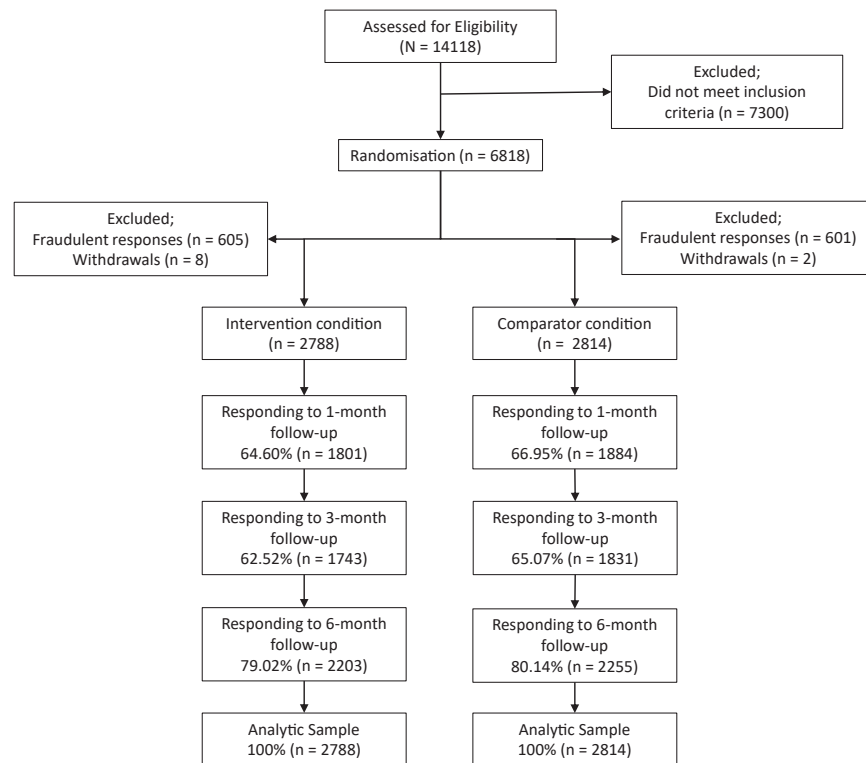 Assessed for Eligibility
(N = 14118)
Excluded;
Did not meet inclusion
criteria (n = 7300)
Randomisation (n = 6818)
Excluded;
Fraudulent responses (n = 605)
Withdrawals (n = 8)
Excluded;
Fraudulent responses (n = 601)
Withdrawals (n = 2)
Intervention condition
(n = 2788)
Comparator condition
(n = 2814)
Responding to 1-month
follow-up
64.60% (n = 1801)
Responding to 1-month
follow-up
66.95% (n = 1884)
Responding to 3-month
follow-up
62.52% (n = 1743)
Responding to 3-month
follow-up
65.07% (n = 1831)
Responding to 6-month
follow-up
79.02% (n = 2203)
Responding to 6-month
follow-up
80.14% (n = 2255)
Analytic Sample
100% (n = 2788)
Analytic Sample
100% (n = 2814)